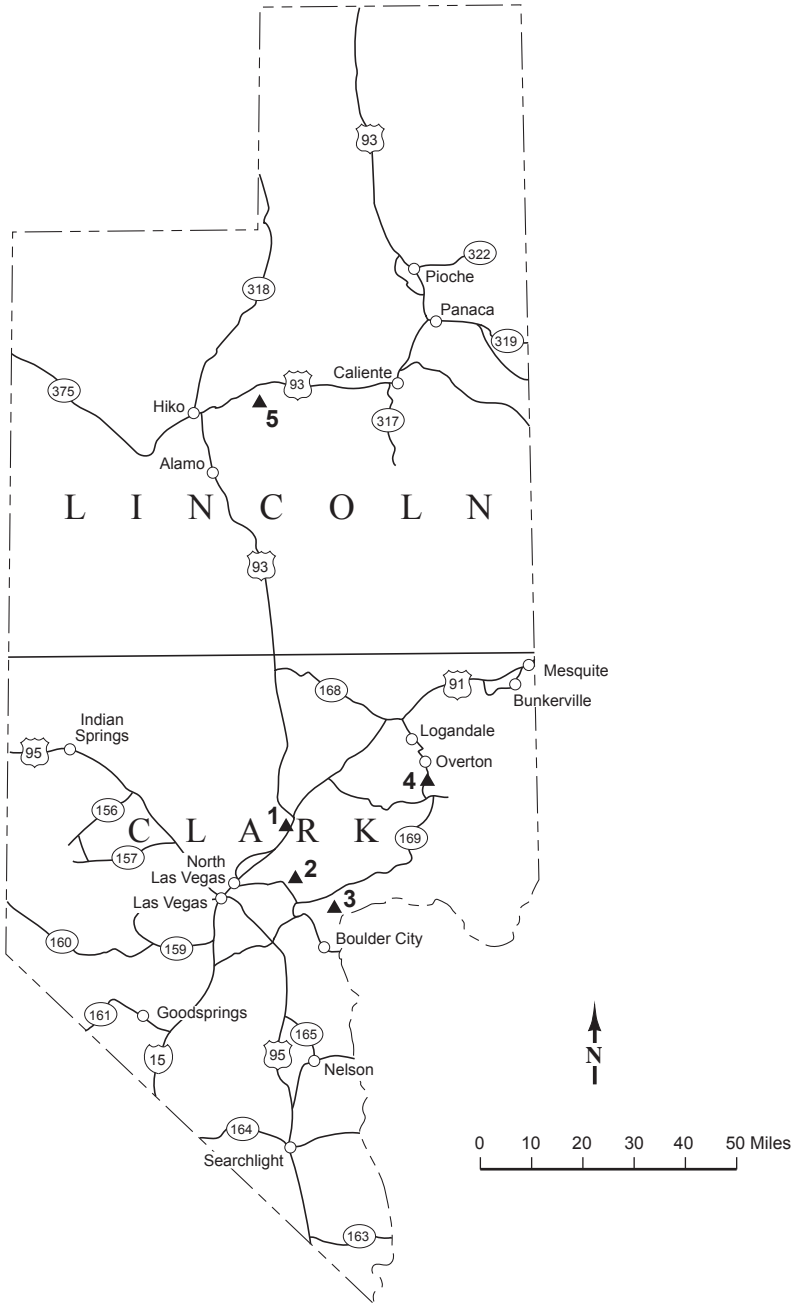 93
322
Pioche
318
Panaca
319
Caliente
93
375
Hiko
5
317
Alamo
L I N C O L N
93
Mesquite
168
91
Bunkerville
Indian
Springs
Logandale
95
Overton
4
156
1
C L A R K
169
157
North
Las Vegas
2
Las Vegas
3
160
159
Boulder City
161
Goodsprings
165
15
95
N
Nelson
164
0 10 20 30 40 50 Miles
Searchlight
163